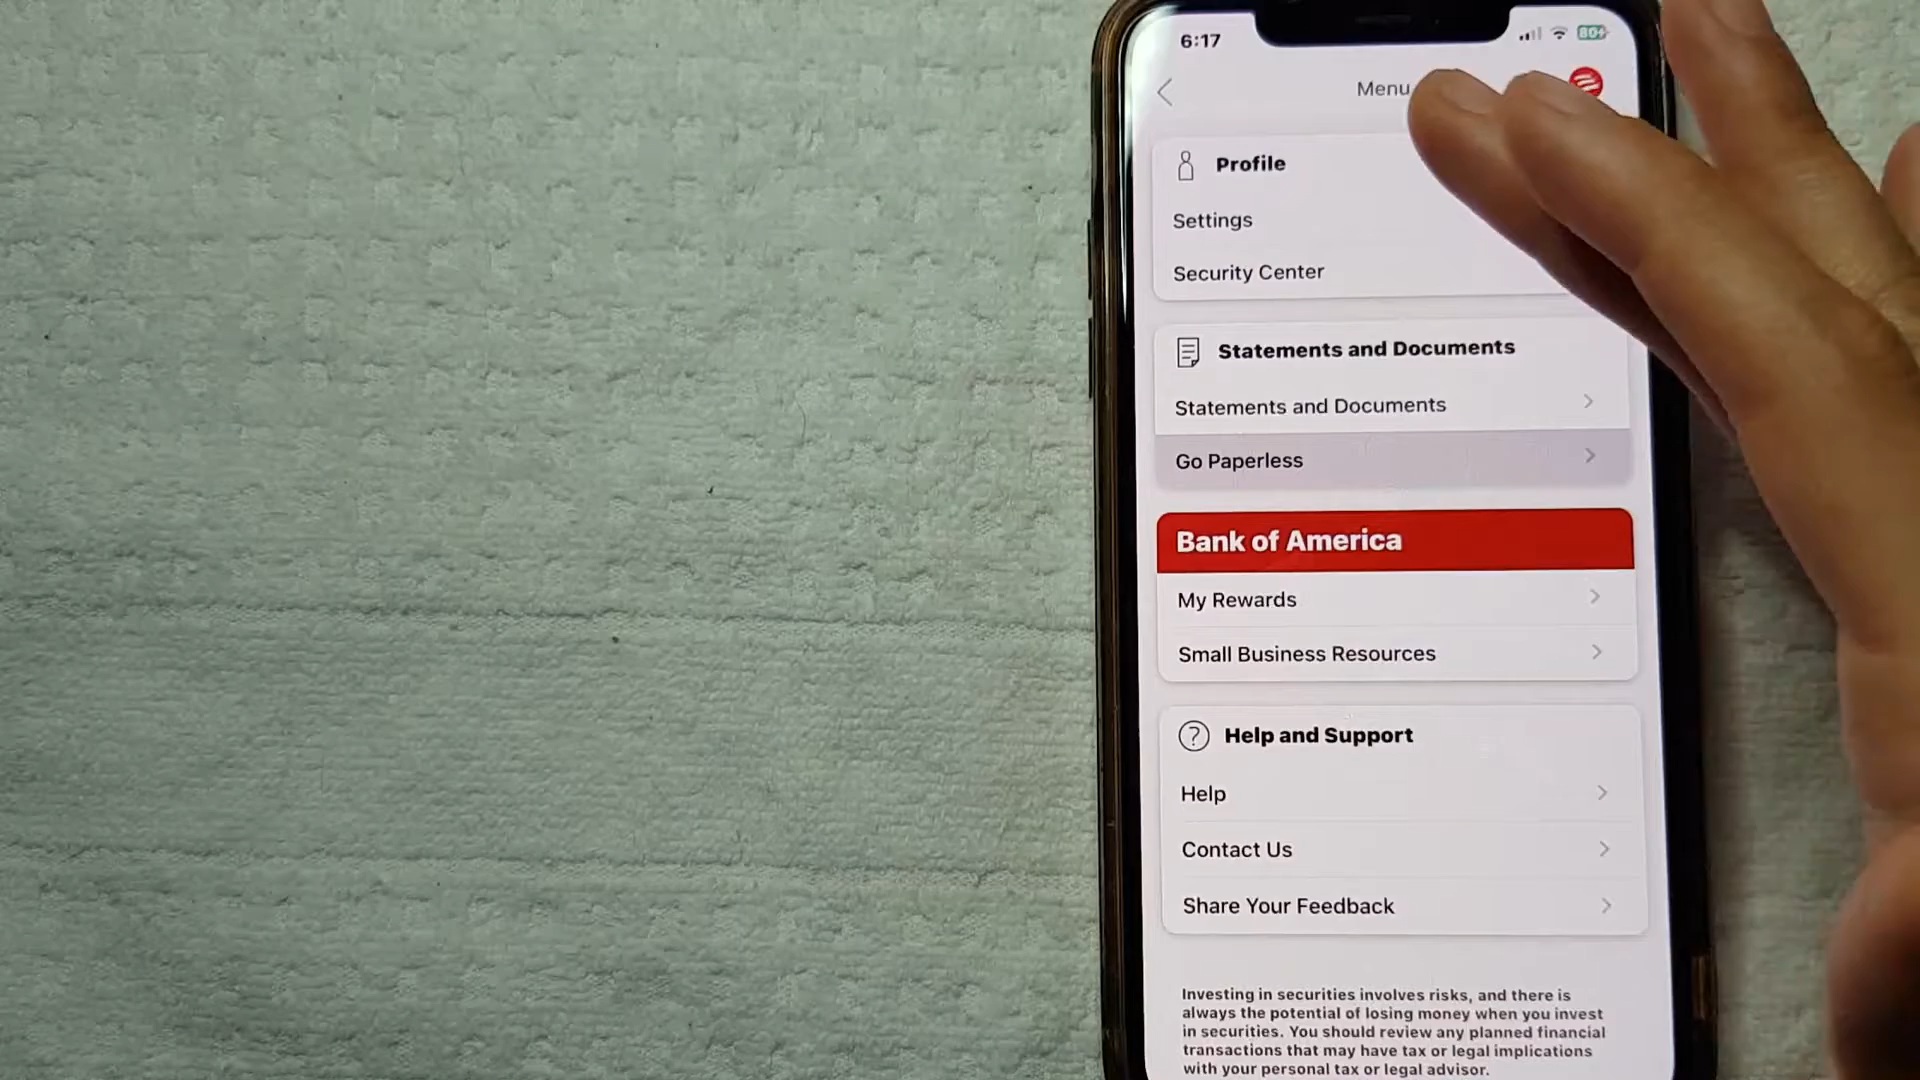 6:17
80
Menu
Profile
Settings
Security Center
Statements and Documents
Statements and Documents
Go Paperless
Bank of America
My Rewards
Small Business Resources
Help and Support
Help
Contact Us
Share Your Feedback
Investing in securities involves risks, and there is
always the potential of losing money when you invest
in securities. You should review any planned financial
transactions that may have tax or legal implications
with your personal tax or legal advisor.